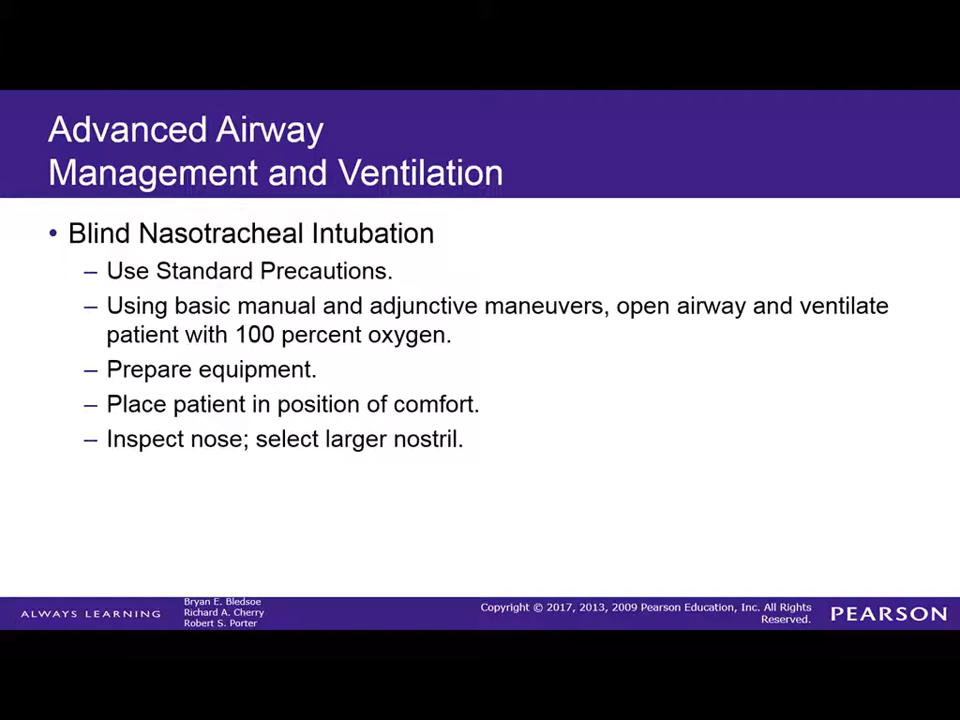 Advanced Airway
Management and Ventilation
• Blind Nasotracheal Intubation
– Use Standard Precautions.
– Using basic manual and adjunctive maneuvers, open airway and ventilate
patient with 100 percent oxygen.
– Prepare equipment.
– Place patient in position of comfort.
– Inspect nose; select larger nostril.
ALWAYS LEARNING
Bryan E. Bledsoe
Richard A. Cherry
Robert S. Porter
Copyright © 2017, 2013, 2009 Pearson Education, Inc. All Rights
Reserved.
PEARSON